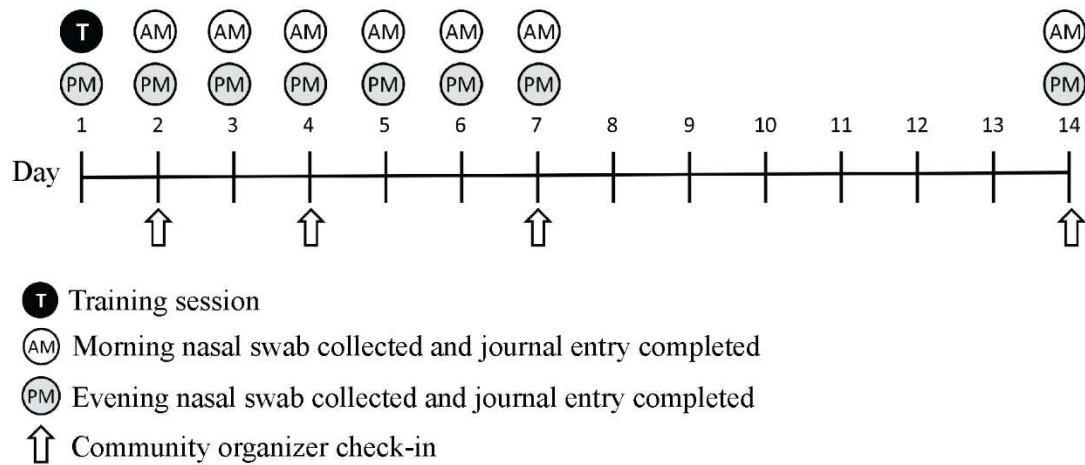 T AM AM AM AM AM AM AM
PM PM PM PM PM PM PM PM
1 2 3 4 5 6 7 8 9 10 11 12 13 14
Day
T Training session
AM Morning nasal swab collected and journal entry completed
PM Evening nasal swab collected and journal entry completed
Community organizer check-in